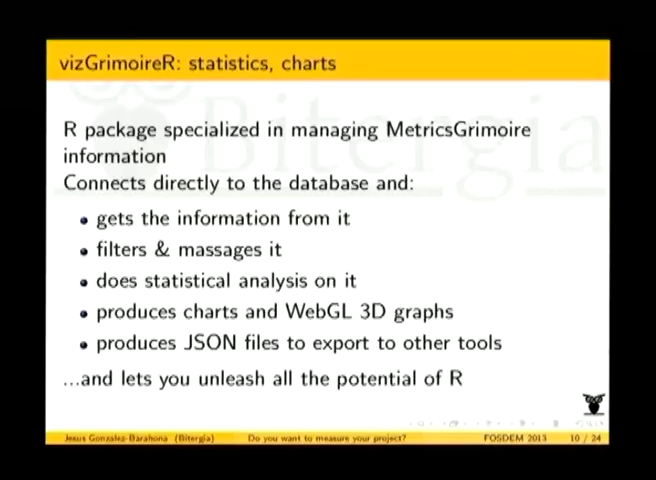 vizGrimoireR: statistics, charts
Bitergia
R package specialized in managing MetricsGrimoire
information
Connects directly to the database and:
gets the information from it
filters & massages it
does statistical analysis on it
produces charts and WebGL 3D graphs
produces JSON files to export to other tools
...and lets you unleash all the potential of R
Jesus Gonzalez-Barahona (Bitergia) Do you want to measure your project? FOSDEM 2013 10 / 24